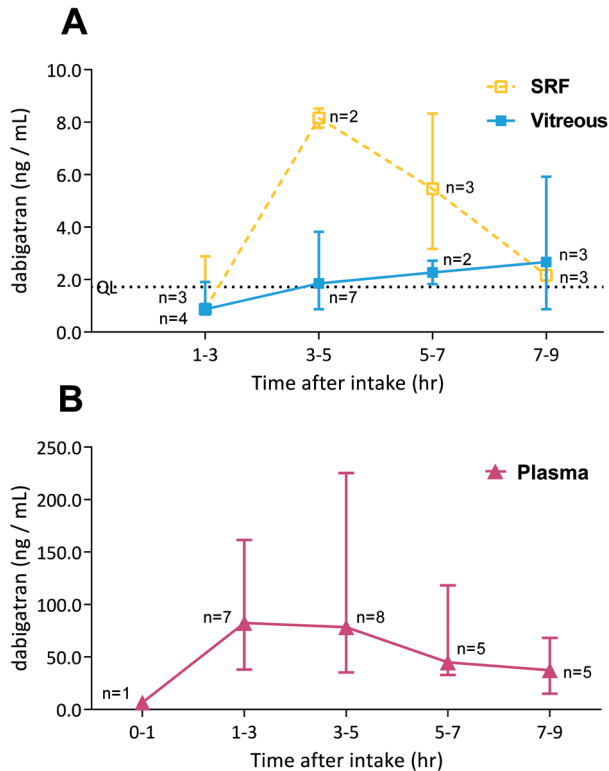 A
10.0
8.0
6.0
4.0
2.0
0.0
dabigatran (ng / mL)
SRF
Vitreous
n=2
n=3
n=2
n=3
n=3
QL
n=3
n=4
n=7
1-3
3-5
5-7
7-9
Time after intake (hr)
B
250.0
200.0
150.0
100.0
50.0
0.0
dabigatran (ng / mL)
Plasma
n=7
n=8
n=5
n=5
n=1
0-1
1-3
3-5
5-7
7-9
Time after intake (hr)